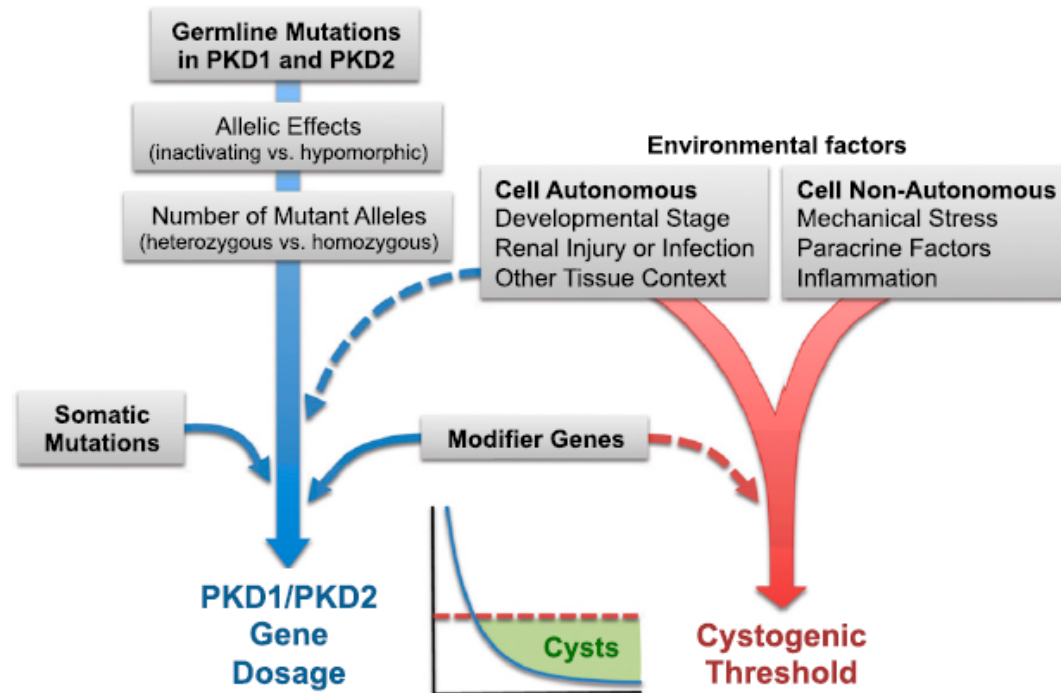 Germline Mutations
in PKD1 and PKD2
Allelic Effects
(inactivating vs. hypomorphic)
Number of Mutant Alleles
(heterozygous vs. homozygous)
Environmental factors
Cell Autonomous
Developmental Stage
Renal Injury or Infection
Other Tissue Context
Cell Non-Autonomous
Mechanical Stress
Paracrine Factors
Inflammation
Somatic
Mutations
Modifier Genes
PKD1/PKD2
Gene
Dosage
Cysts
Cystogenic
Threshold